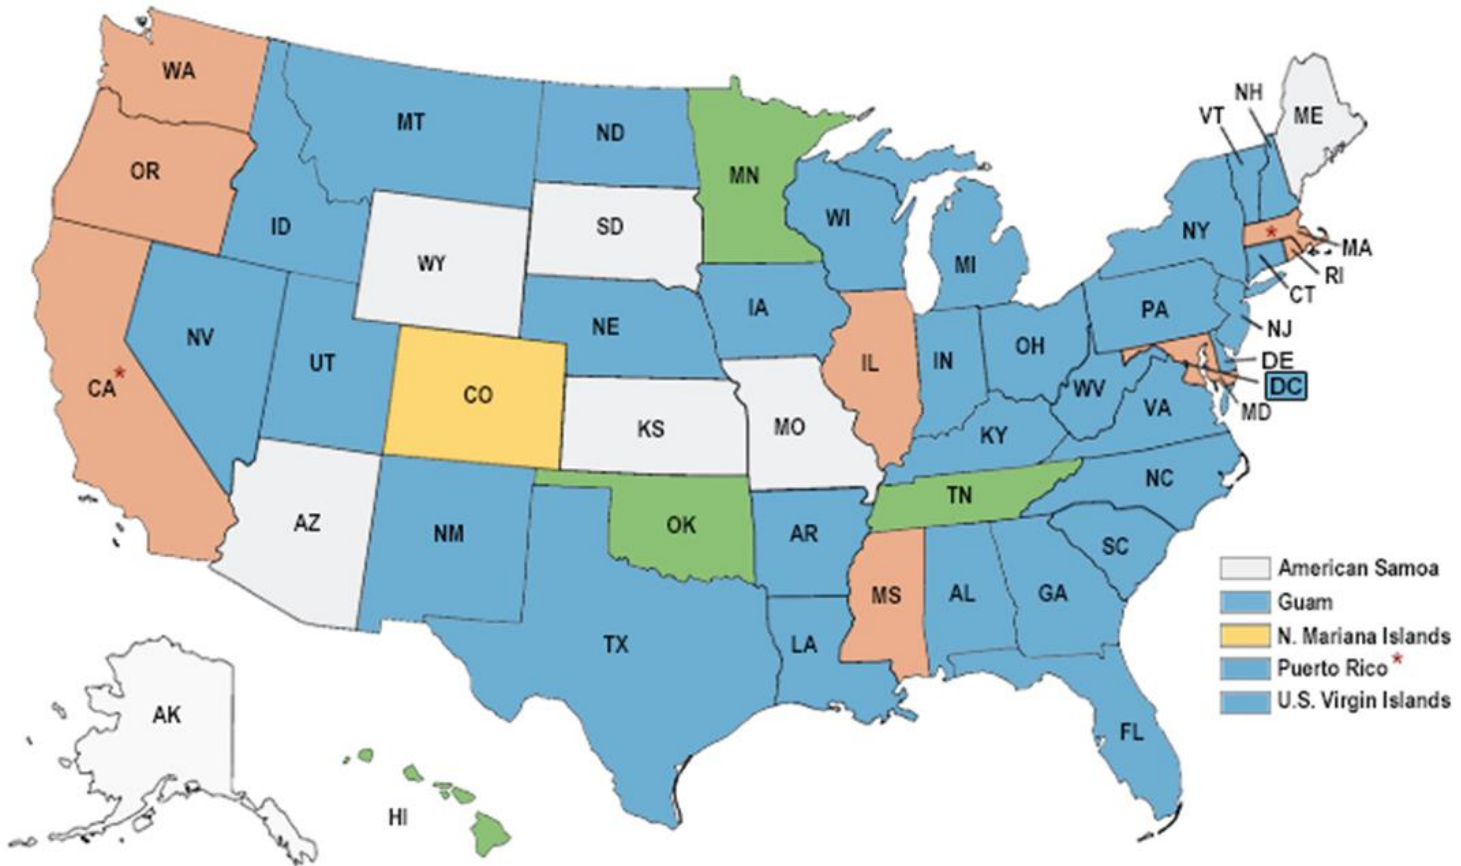 WA
MT
ND
MN
OR
ID
SD
WI
NH
VT
ME
NY
MI
MA
RI
CT
WY
IA
NE
PA
NJ
NV
UT
CO
IL
IN
OH
DE
DC
MD
CA*
KS
MO
WV
VA
KY
NC
TN
AZ
NM
OK
AR
SC
MS
AL
GA
TX
LA
FL
AK
HI
*
American Samoa
Guam
N. Mariana Islands
Puerto Rico*
U.S. Virgin Islands